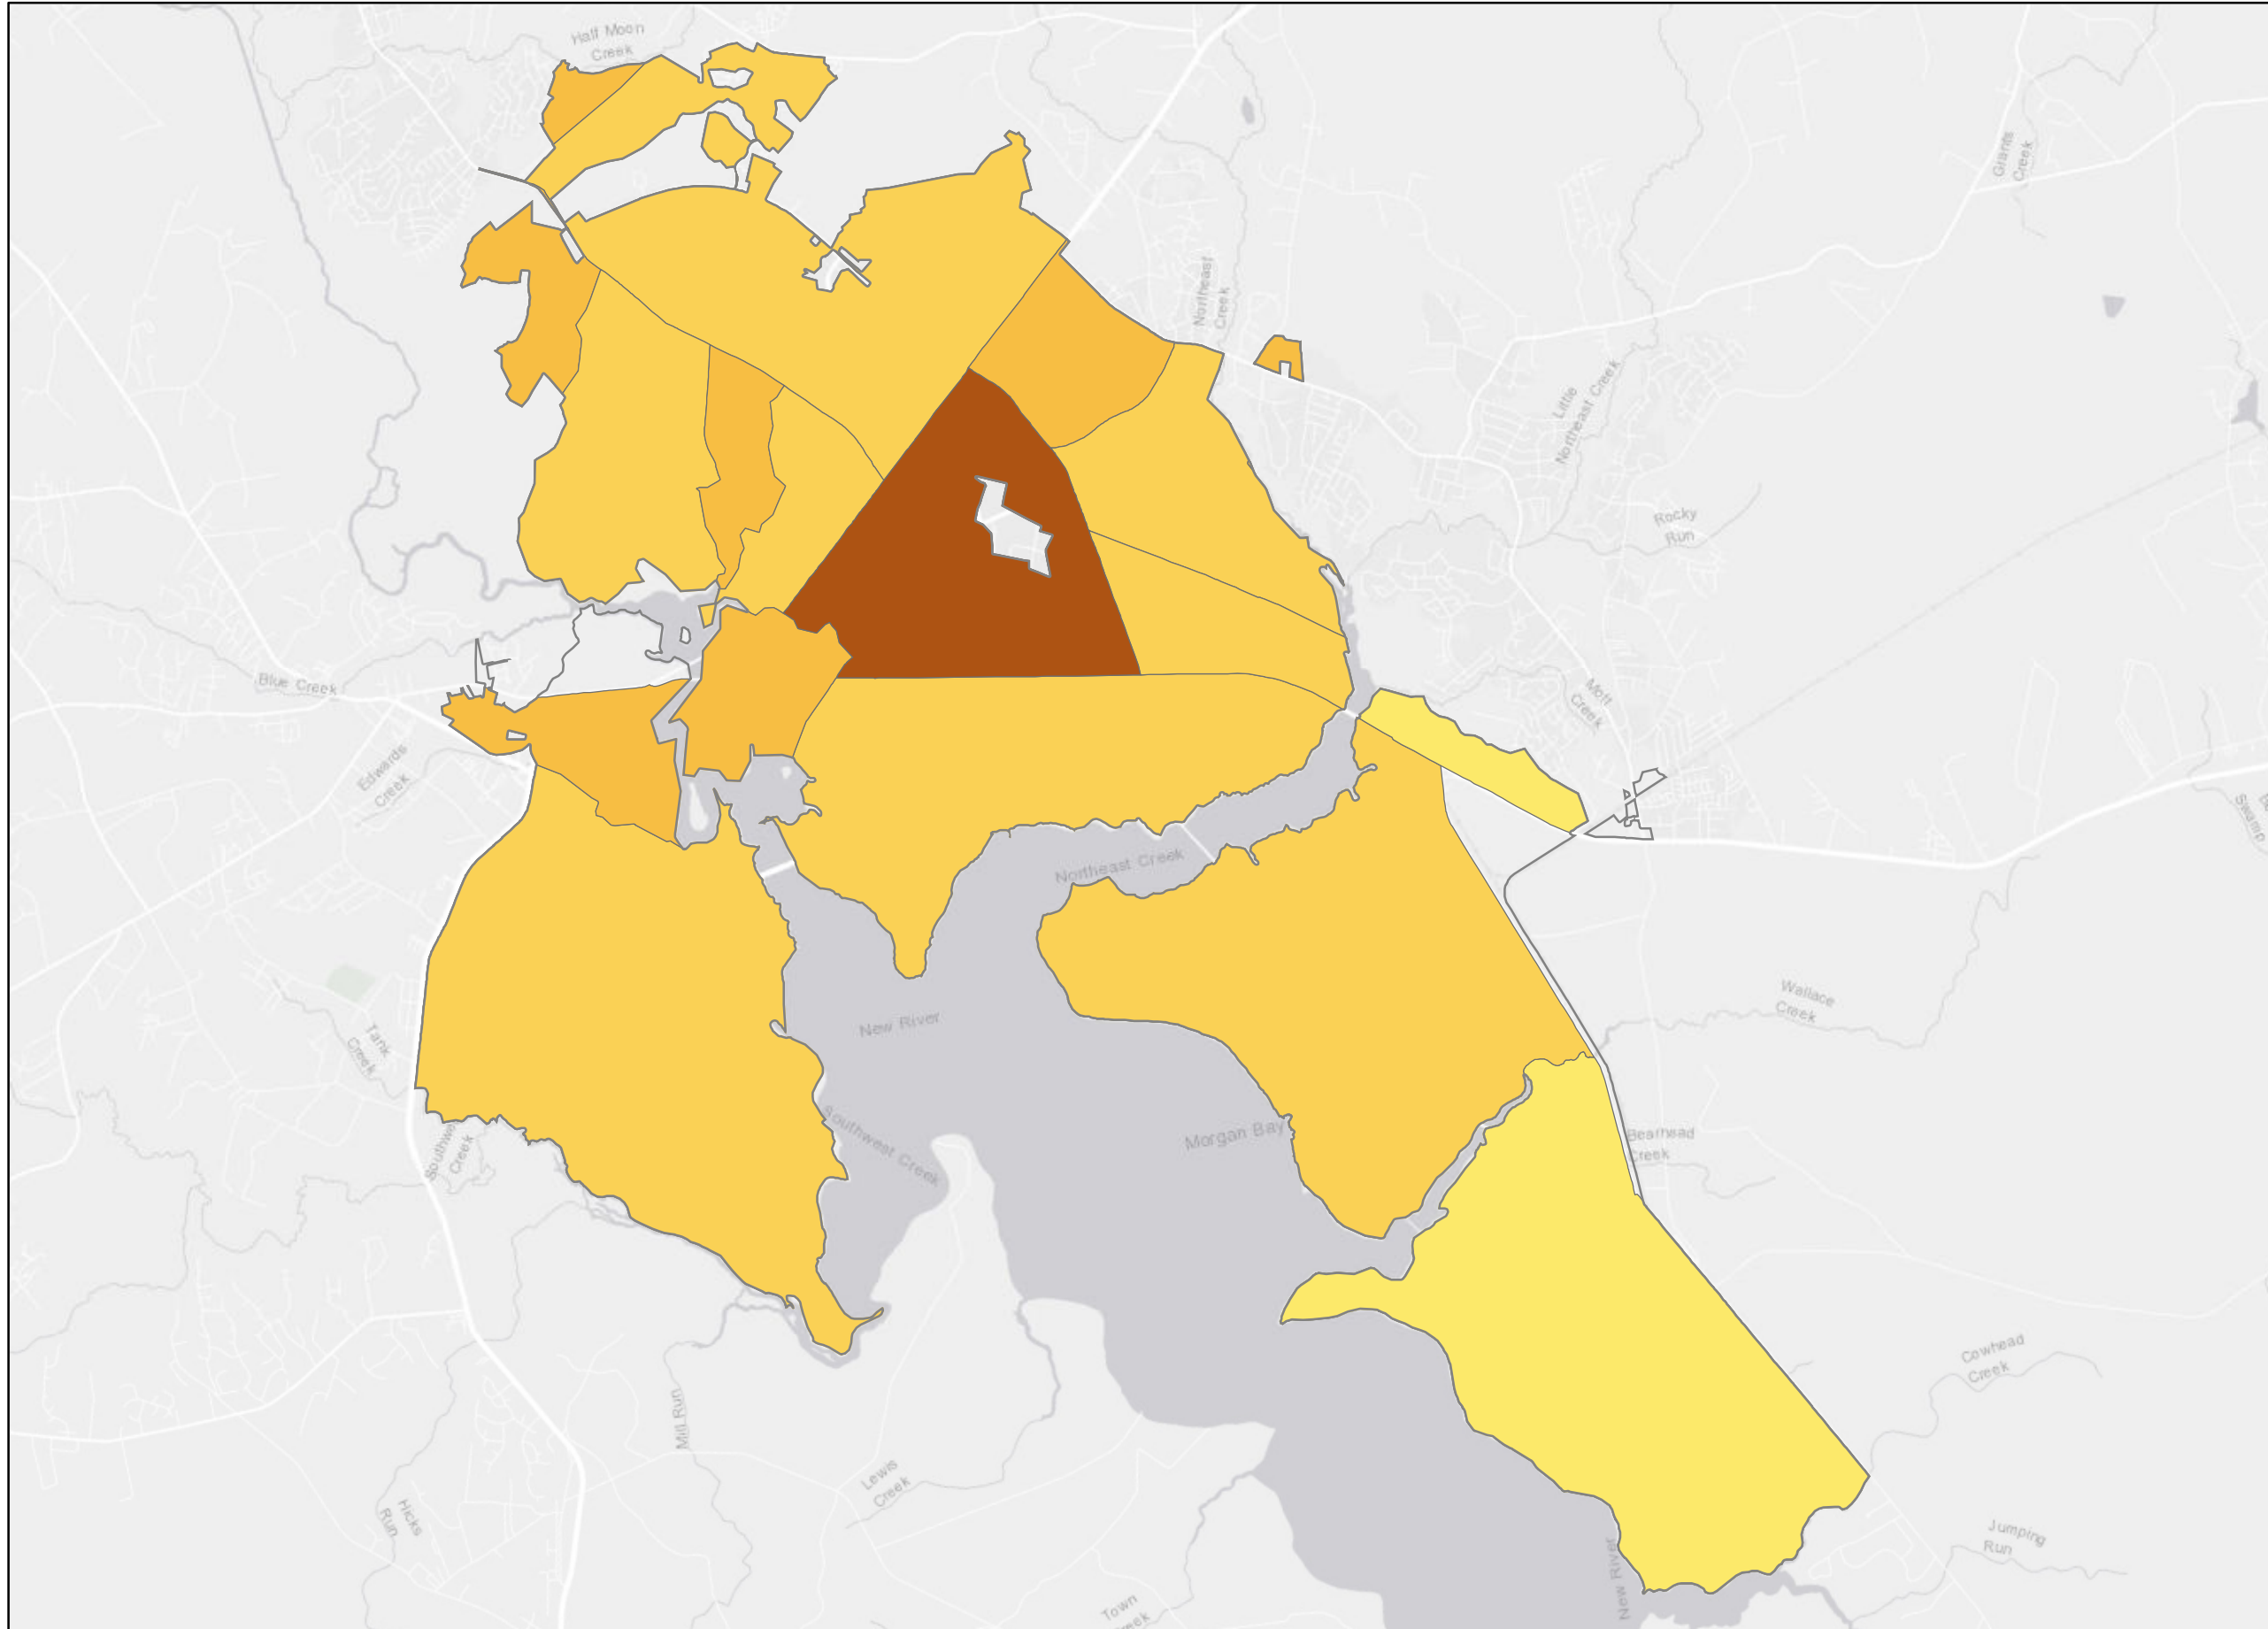 Half Moon
Creek
Grants
Creek
Northeast
Creek
Little
Northeast Creek
Rocky
Run
Blue Creek
Mott
Creek
Edwards
Creek
Swamp
Northeast Creek
Wallace
Creek
New River
Tank
Creek
Southwest Creek
Morgan Bay
Bearhead
Creek
Creek
Cowhead
Creek
Mill Run
Lewis
Creek
Hicks
Run
Jumping
Run
New River
Town